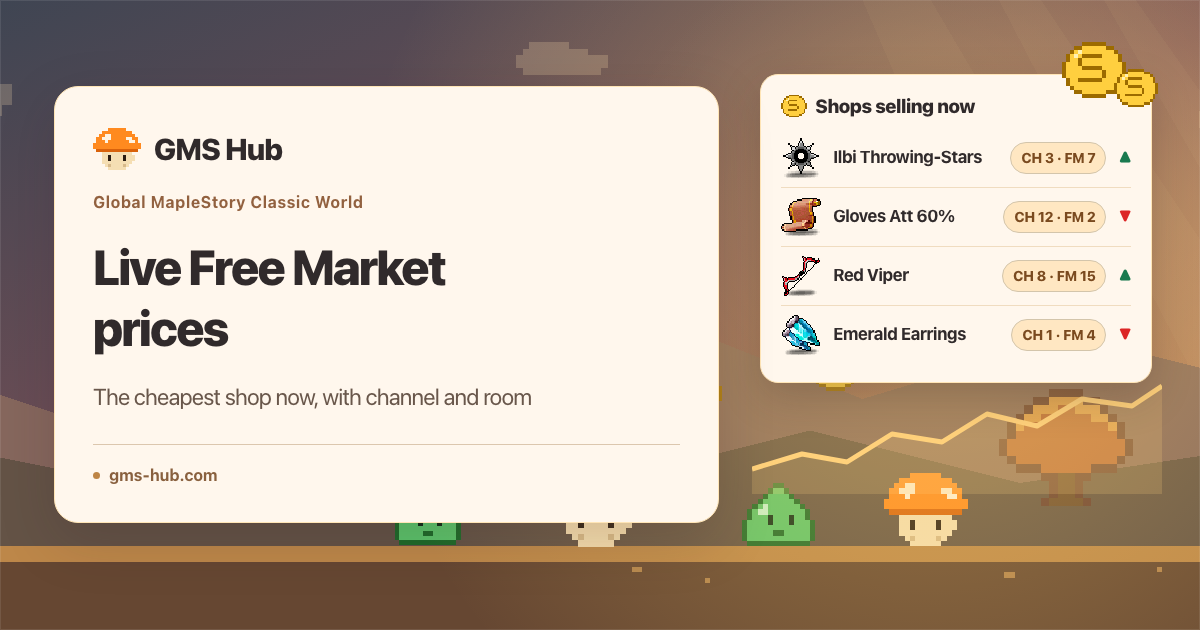 GMS Hub
Global MapleStory Classic World
Live Free Market
prices
The cheapest shop now, with channel and room
gms-hub.com
Shops selling now
Ilbi Throwing-Stars CH 3 · FM 7
Gloves Att 60% CH 12 · FM 2
Red Viper CH 8 · FM 15
Emerald Earrings CH 1 · FM 4